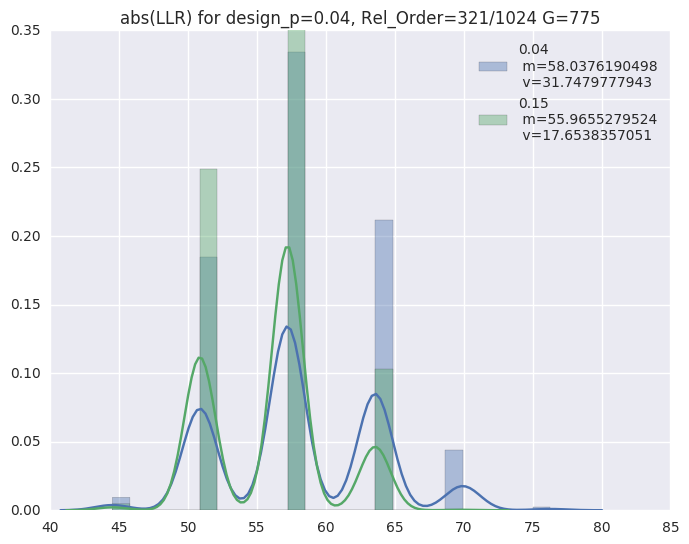 abs(LLR) for design_p=0.04, Rel_Order=321/1024 G=775
0.04
m=58.0376190498
v=31.7479777943
0.15
m=55.9655279524
v=17.6538357051
0.35
0.30
0.25
0.20
0.15
0.10
0.05
0.00
40 45 50 55 60 65 70 75 80 85